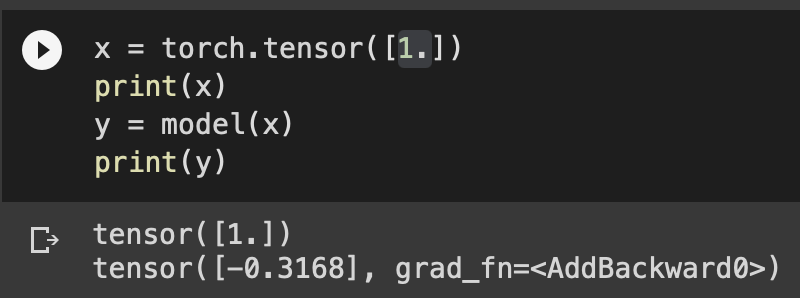 x = torch.tensor([1.])
print(x)
y = model(x)
print(y)
tensor([1.])
tensor([-0.3168], grad_fn=<AddBackward0>)